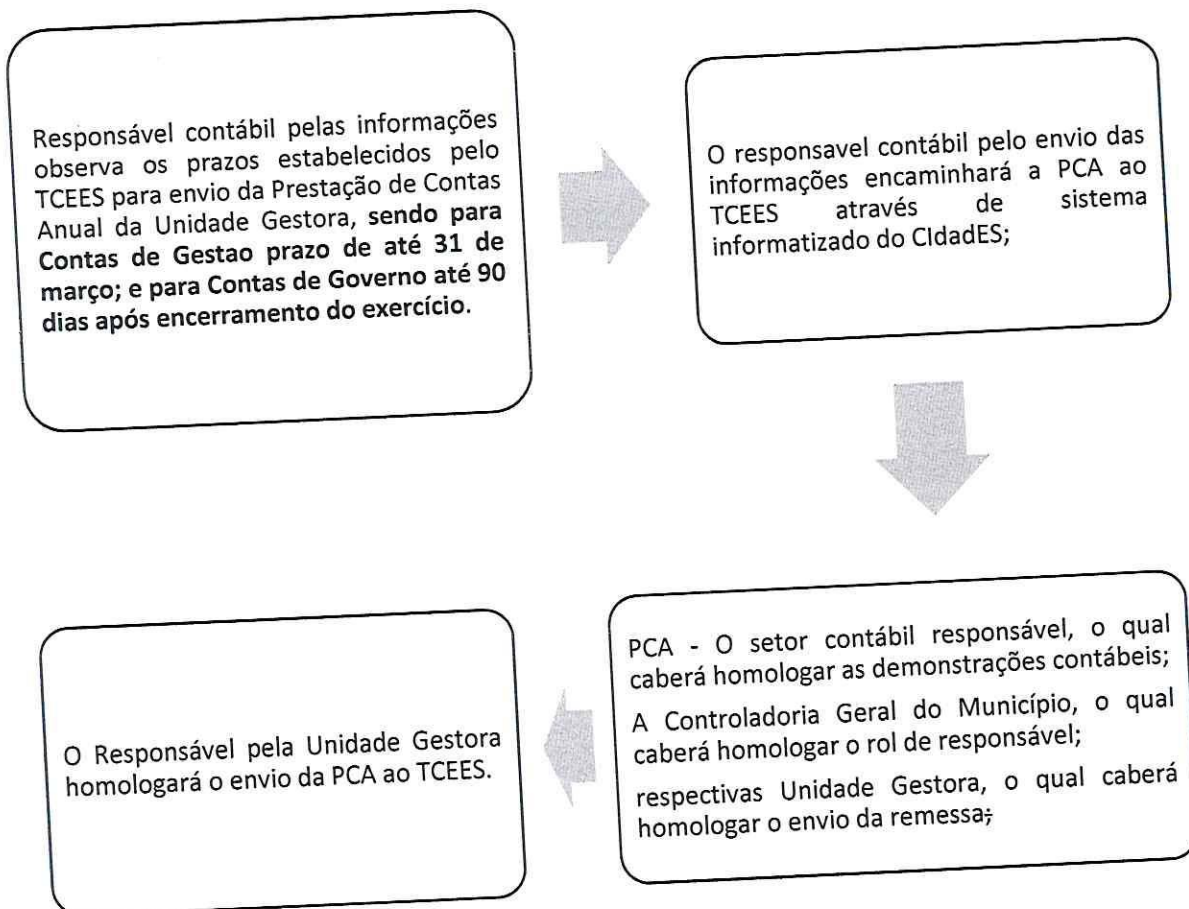 Responsável contábil pelas informações
observa os prazos estabelecidos pelo
TCEES para envio da Prestação de Contas
Anual da Unidade Gestora, sendo para
Contas de Gestao prazo de até 31 de
março; e para Contas de Governo até 90
dias após encerramento do exercício.
O responsavel contábil pelo envio das
informações encaminhará a PCA ao
TCEES através de sistema
informatizado do CIdadES;
PCA - O setor contábil responsável, o qual
caberá homologar as demonstrações contábeis;
A Controladoria Geral do Município, o qual
caberá homologar o rol de responsável;
respectivas Unidade Gestora, o qual caberá
homologar o envio da remessa;
O Responsável pela Unidade Gestora
homologará o envio da PCA ao TCEES.